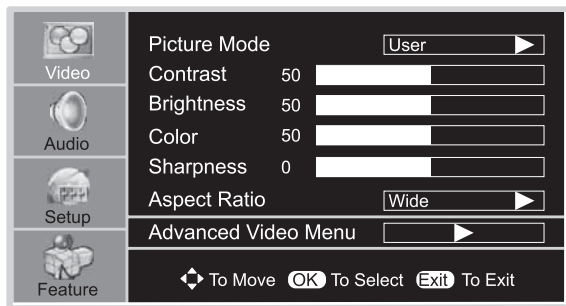 Video
Audio
Setup
Feature
Picture Mode User
Contrast 50
Brightness 50
Color 50
Sharpness 0
Aspect Ratio Wide
Advanced Video Menu
To Move OK To Select Exit To Exit